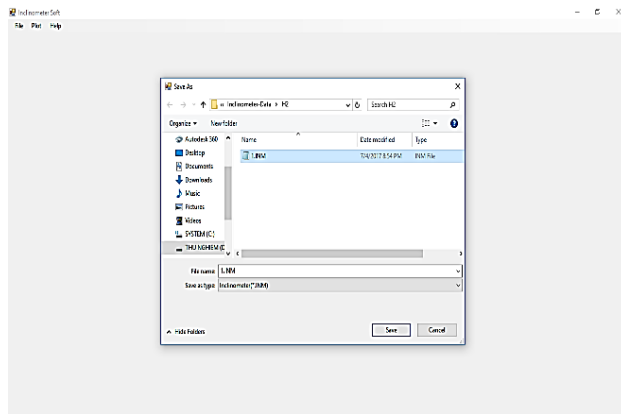 Inclinometer Soft
File Plot Help
Save As
« Inclinometer-Data > H2
Search H2
Organize New folder
Name Date modified Type
Autodesk 360
1.INM 7/4/2017 8:54 PM INM File
Desktop
Documents
Downloads
Music
Pictures
Videos
SYSTEM (C:)
THU NGHIEM (D
File name: 1.INM
Save as type: Inclinometer(*.INM)
Hide Folders
Save
Cancel